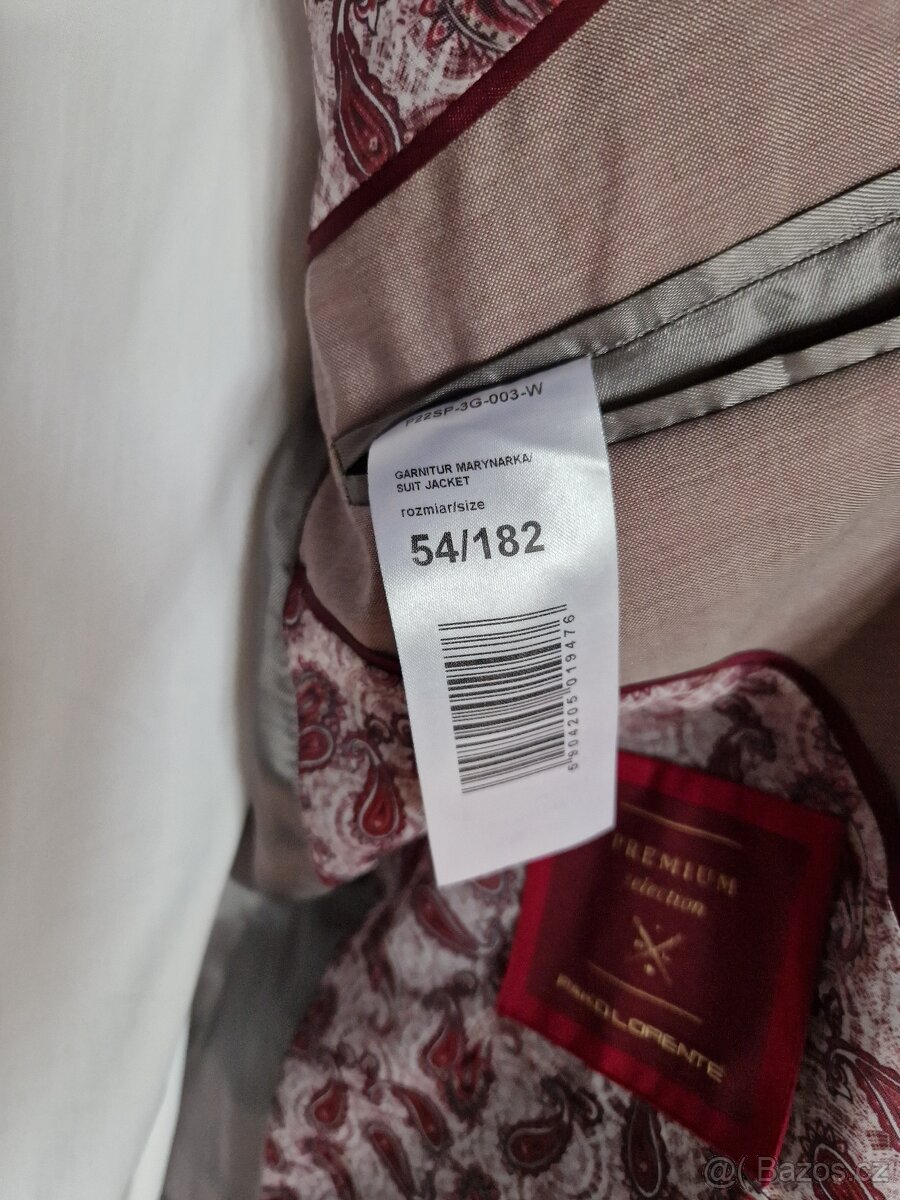 P22SP-3G-003-W
GARNITUR MARYNARKA/
SUIT JACKET
rozmiar/size
54/182
5904205019476
PREMIUM
selection
PAKO LORENTE
@( Bazos.cz